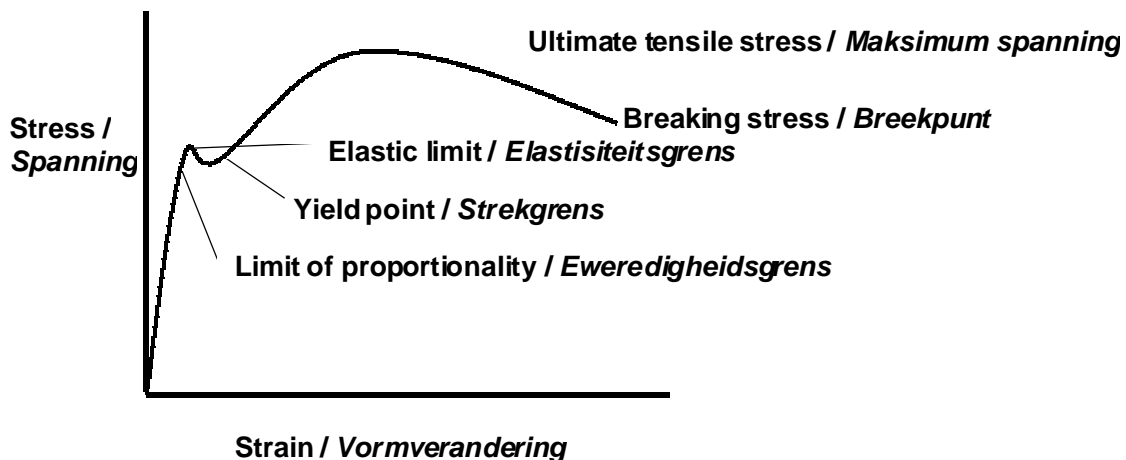 Ultimate tensile stress / Maksimum spanning
Breaking stress / Breekpunt
Stress /
Spanning
Elastic limit / Elastisiteitsgrens
Yield point / Strekgrens
Limit of proportionality / Eweredigheidsgrens
Strain / Vormverandering